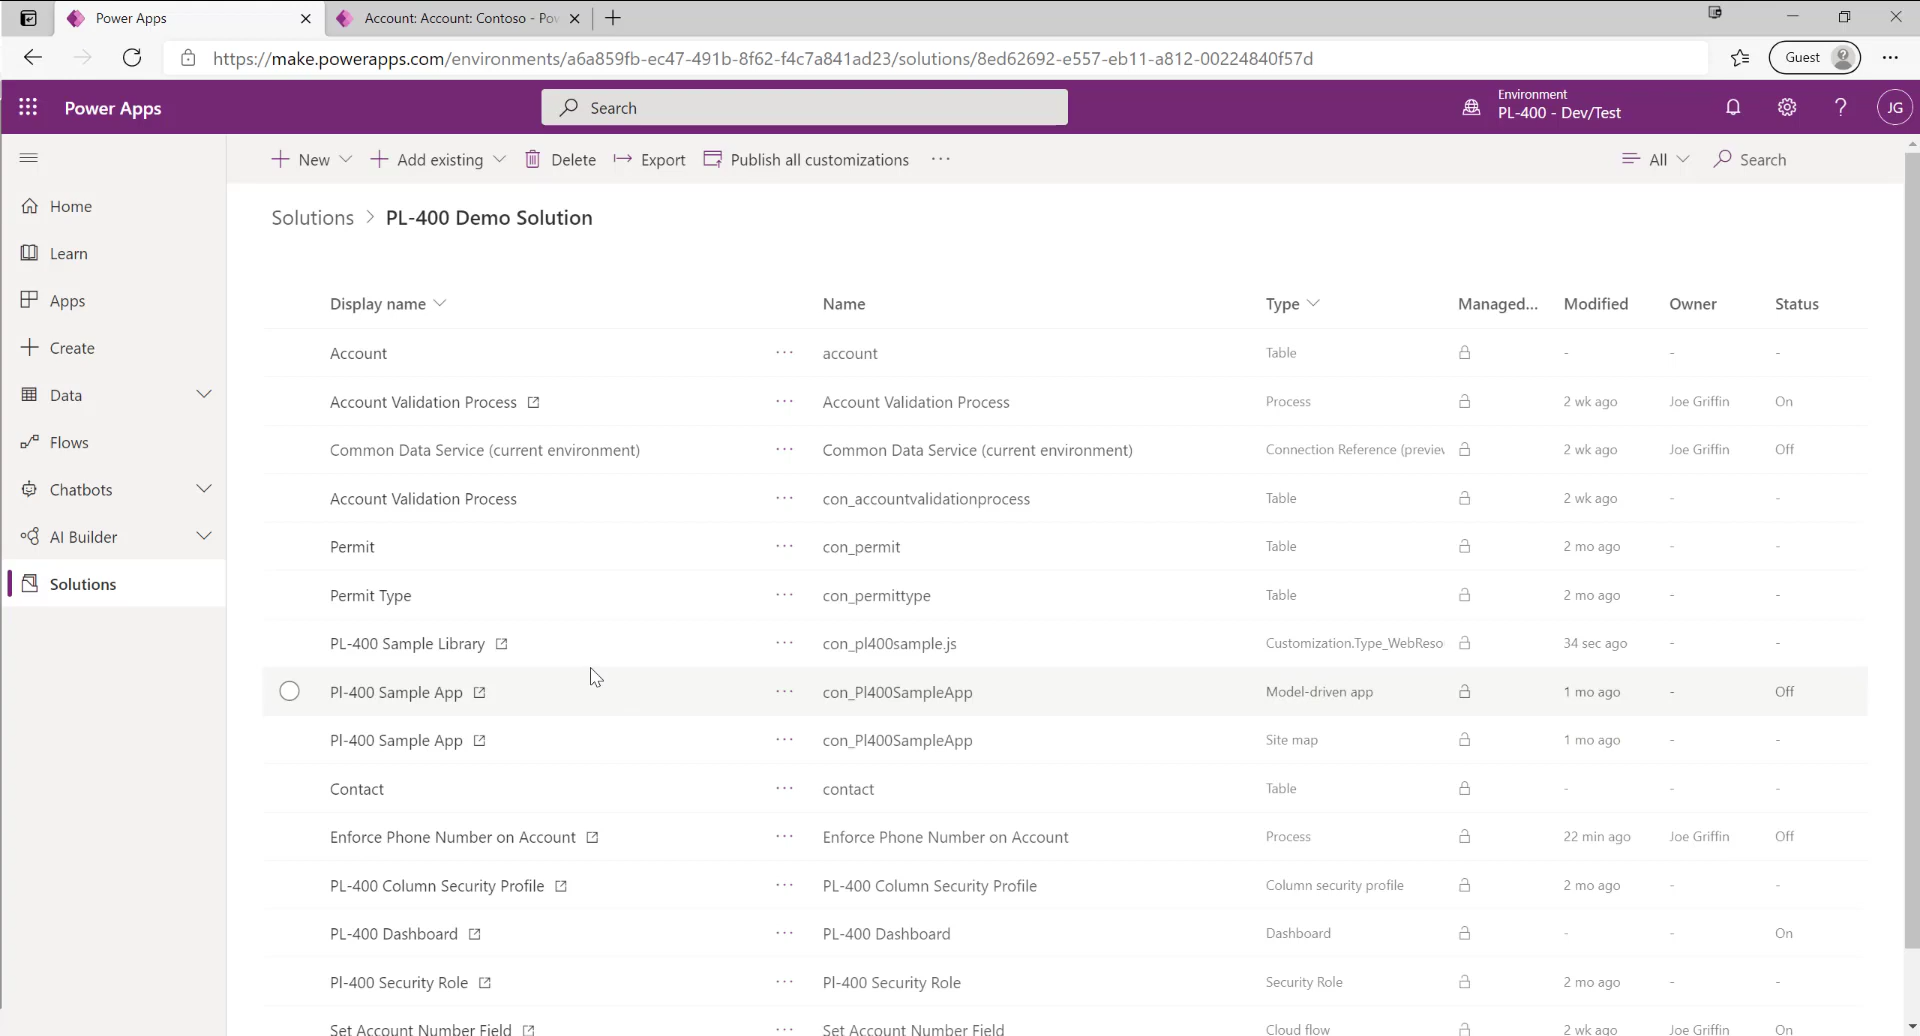 Power Apps
Account: Account: Contoso - Pow
https://make.powerapps.com/environments/a6a859fb-ec47-491b-8f62-f4c7a841ad23/solutions/8ed62692-e557-eb11-a812-00224840f57d
Guest
Power Apps
Search
Environment
PL-400 - Dev/Test
JG
New
Add existing
Delete
Export
Publish all customizations
All
Search
Home
Learn
Apps
Create
Data
Flows
Chatbots
AI Builder
Solutions
Solutions > PL-400 Demo Solution
Display name Name Type Managed... Modified Owner Status
Account account Table - - -
Account Validation Process Account Validation Process Process 2 wk ago Joe Griffin On
Common Data Service (current environment) Common Data Service (current environment) Connection Reference (preview 2 wk ago Joe Griffin Off
Account Validation Process con_accountvalidationprocess Table 2 wk ago - -
Permit con_permit Table 2 mo ago - -
Permit Type con_permittype Table 2 mo ago - -
PL-400 Sample Library con_pl400sample.js Customization.Type_WebReso 34 sec ago - -
Pl-400 Sample App con_Pl400SampleApp Model-driven app 1 mo ago - Off
Pl-400 Sample App con_Pl400SampleApp Site map 1 mo ago - -
Contact contact Table - - -
Enforce Phone Number on Account Enforce Phone Number on Account Process 22 min ago Joe Griffin Off
PL-400 Column Security Profile PL-400 Column Security Profile Column security profile 2 mo ago - -
PL-400 Dashboard PL-400 Dashboard Dashboard - - On
Pl-400 Security Role Pl-400 Security Role Security Role 2 mo ago - -
Set Account Number Field Set Account Number Field Cloud flow 2 wk ago Joe Griffin On